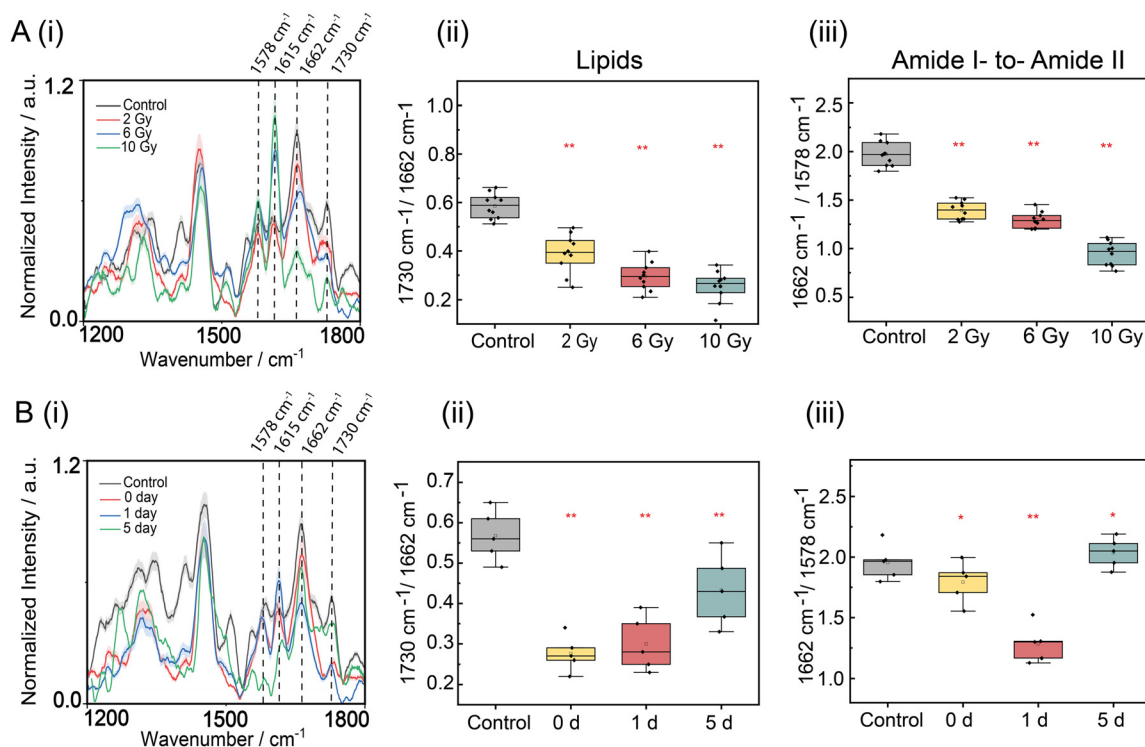 A (i)
1578 cm⁻¹
1615 cm⁻¹
1662 cm⁻¹
1730 cm⁻¹
1.2
Control
2 Gy
6 Gy
10 Gy
Normalized Intensity / a.u.
0.0
1200
1500
1800
Wavenumber / cm⁻¹
(ii)
Lipids
1730 cm⁻¹/ 1662 cm-1
1.0
0.8
0.6
0.4
0.2
Control
2 Gy
6 Gy
10 Gy
**
**
**
(iii)
Amide I- to- Amide II
1662 cm⁻¹ / 1578 cm⁻¹
2.5
2.0
1.5
1.0
0.5
Control
2 Gy
6 Gy
10 Gy
**
**
**
B (i)
1578 cm⁻¹
1615 cm⁻¹
1662 cm⁻¹
1730 cm⁻¹
1.2
Control
0 day
1 day
5 day
Normalized Intensity / a.u.
0.0
1200
1500
1800
Wavenumber / cm⁻¹
(ii)
1730 cm⁻¹/ 1662 cm⁻¹
0.7
0.6
0.5
0.4
0.3
0.2
Control
0 d
1 d
5 d
**
**
**
(iii)
1662 cm⁻¹/ 1578 cm⁻¹
2.5
2.0
1.5
1.0
Control
0 d
1 d
5 d
*
**
*